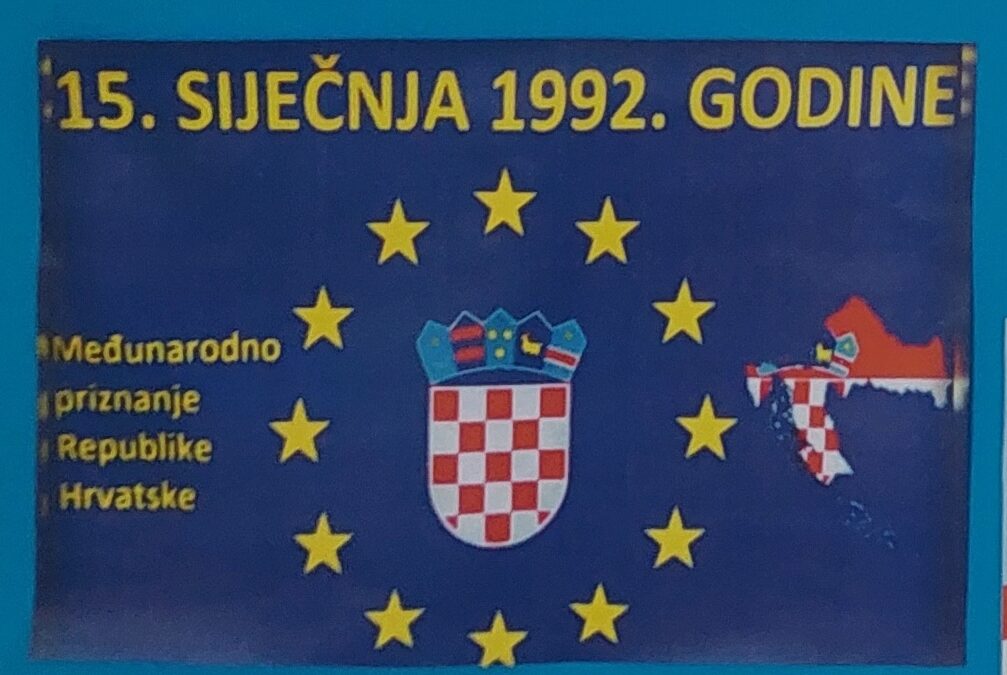 15. SIJEČNJA 1992. GODINE
Međunarodno
priznanje
Republike
Hrvatske